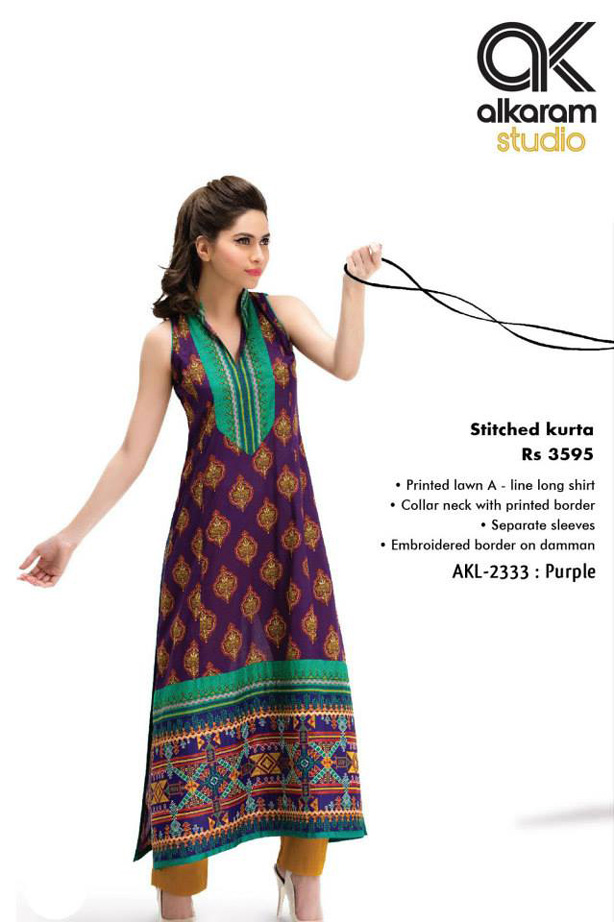 ak
alkaram
studio
Stitched kurta
Rs 3595
• Printed lawn A - line long shirt
• Collar neck with printed border
• Separate sleeves
• Embroidered border on damman
AKL-2333 : Purple